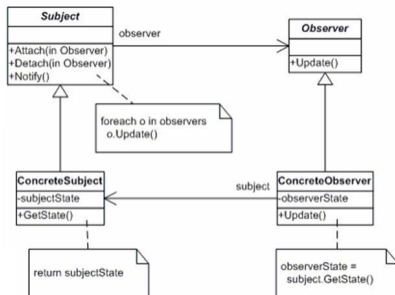 Subject
+Attach(in Observer)
+Detach(in Observer)
+Notify()
observer
Observer
+Update()
foreach o in observers
o.Update()
ConcreteSubject
-subjectState
+GetState()
subject
ConcreteObserver
-observerState
+Update()
return subjectState
observerState =
subject.GetState()